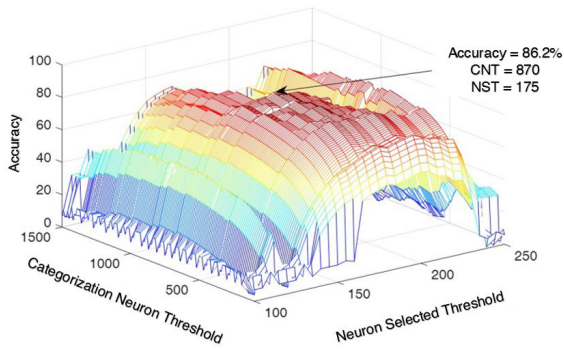 Accuracy = 86.2%
CNT = 870
NST = 175
100
80
60
40
20
0
Accuracy
1500
1000
500
Categorization Neuron Threshold
100
150
200
250
Neuron Selected Threshold